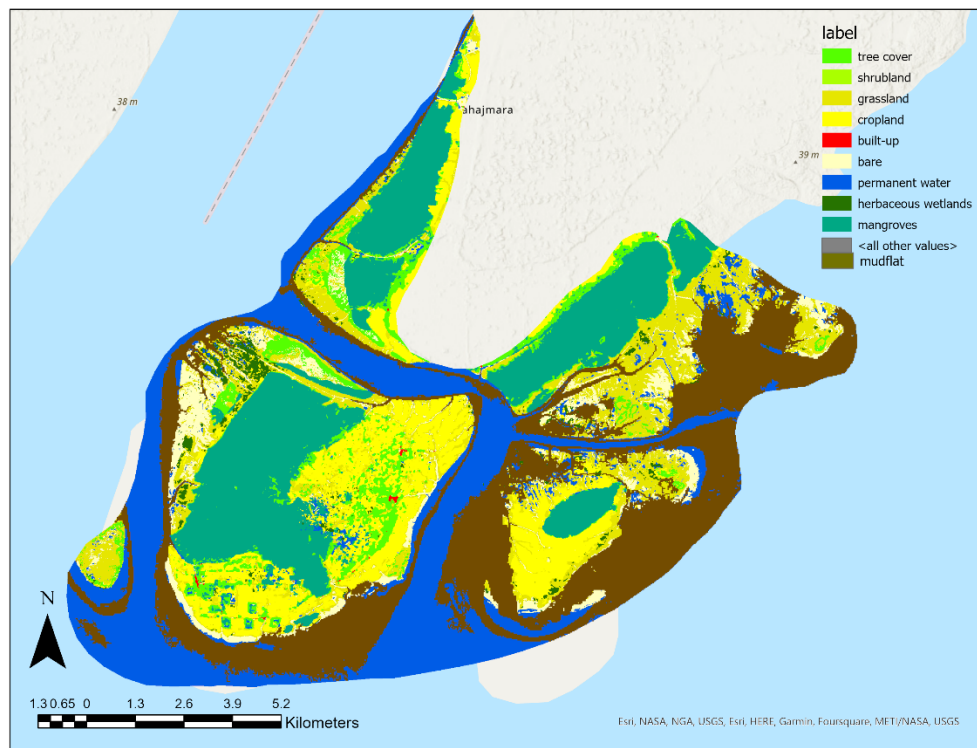 label
tree cover
shrubland
grassland
cropland
built-up
bare
permanent water
herbaceous wetlands
mangroves
<all other values>
mudflat
38 m
ahajmara
39 m
N
1.3 0.65 0 1.3 2.6 3.9 5.2
Kilometers
Esri, NASA, NGA, USGS, Esri, HERE, Garmin, Foursquare, METI/NASA, USGS